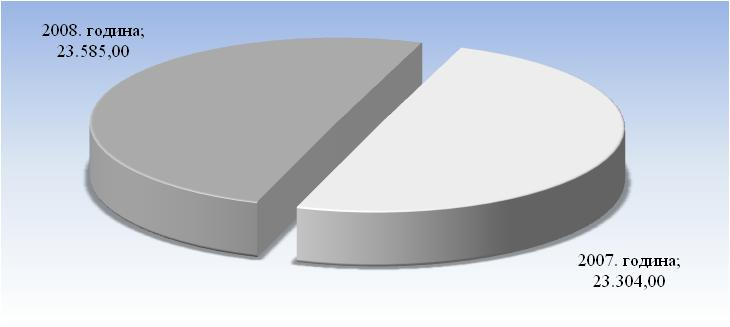 2008. година;
23.585,00
2007. година;
23.304,00